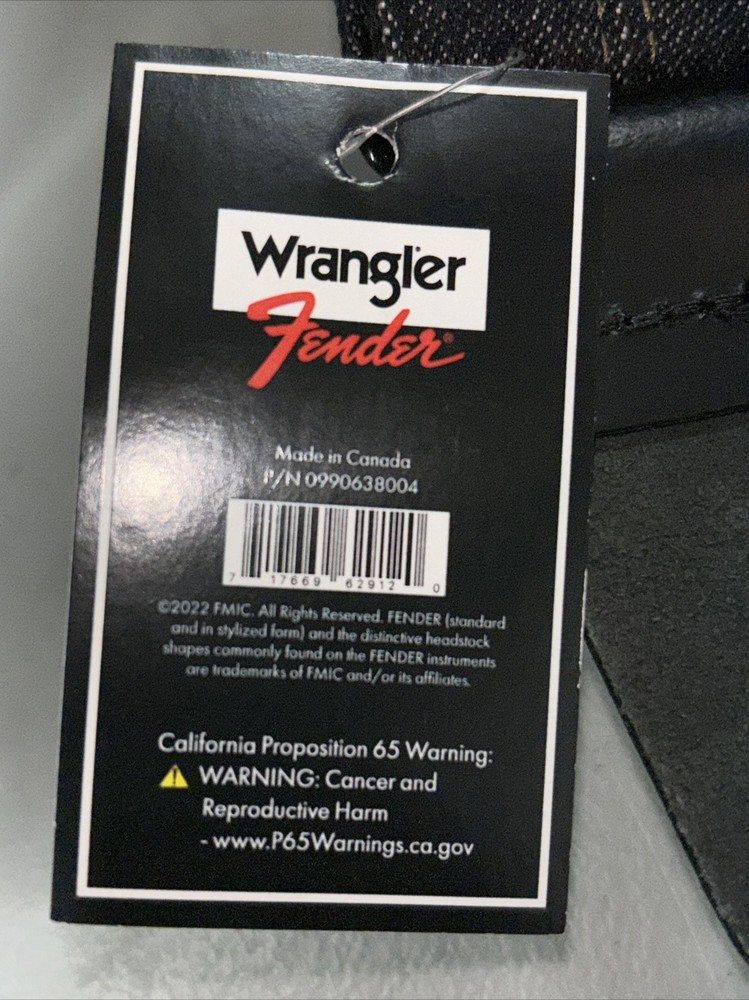 Wrangler
Fender®
Made in Canada
P/N 0990638004
7 17669 62912 0
©2022 FMIC. All Rights Reserved. FENDER (standard
and in stylized form) and the distinctive headstock
shapes commonly found on the FENDER instruments
are trademarks of FMIC and/or its affiliates.
California Proposition 65 Warning:
WARNING: Cancer and
Reproductive Harm
- www.P65Warnings.ca.gov